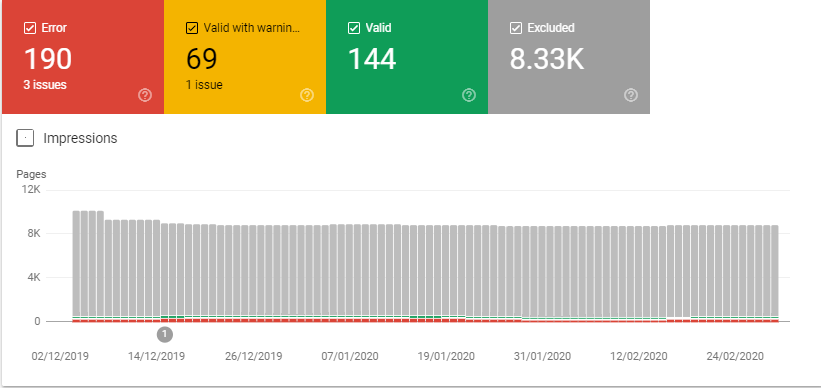 Error
190
3 issues
Valid with warnin...
69
1 issue
Valid
144
Excluded
8.33K
Impressions
Pages
12K
8K
4K
0
1
02/12/2019 14/12/2019 26/12/2019 07/01/2020 19/01/2020 31/01/2020 12/02/2020 24/02/2020